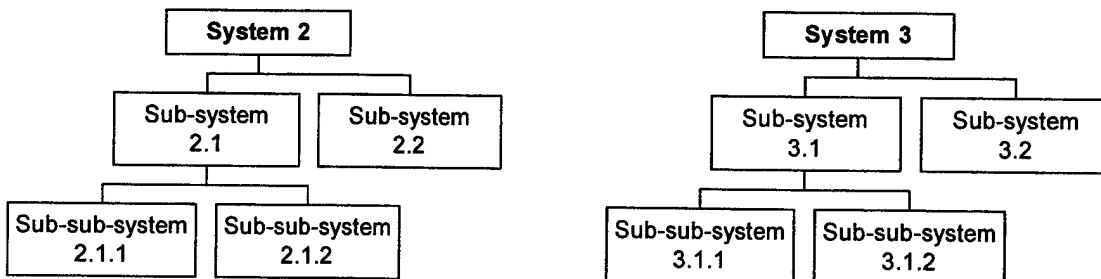 System 2
Sub-system
2.1
Sub-system
2.2
Sub-sub-system
2.1.1
Sub-sub-system
2.1.2
System 3
Sub-system
3.1
Sub-system
3.2
Sub-sub-system
3.1.1
Sub-sub-system
3.1.2